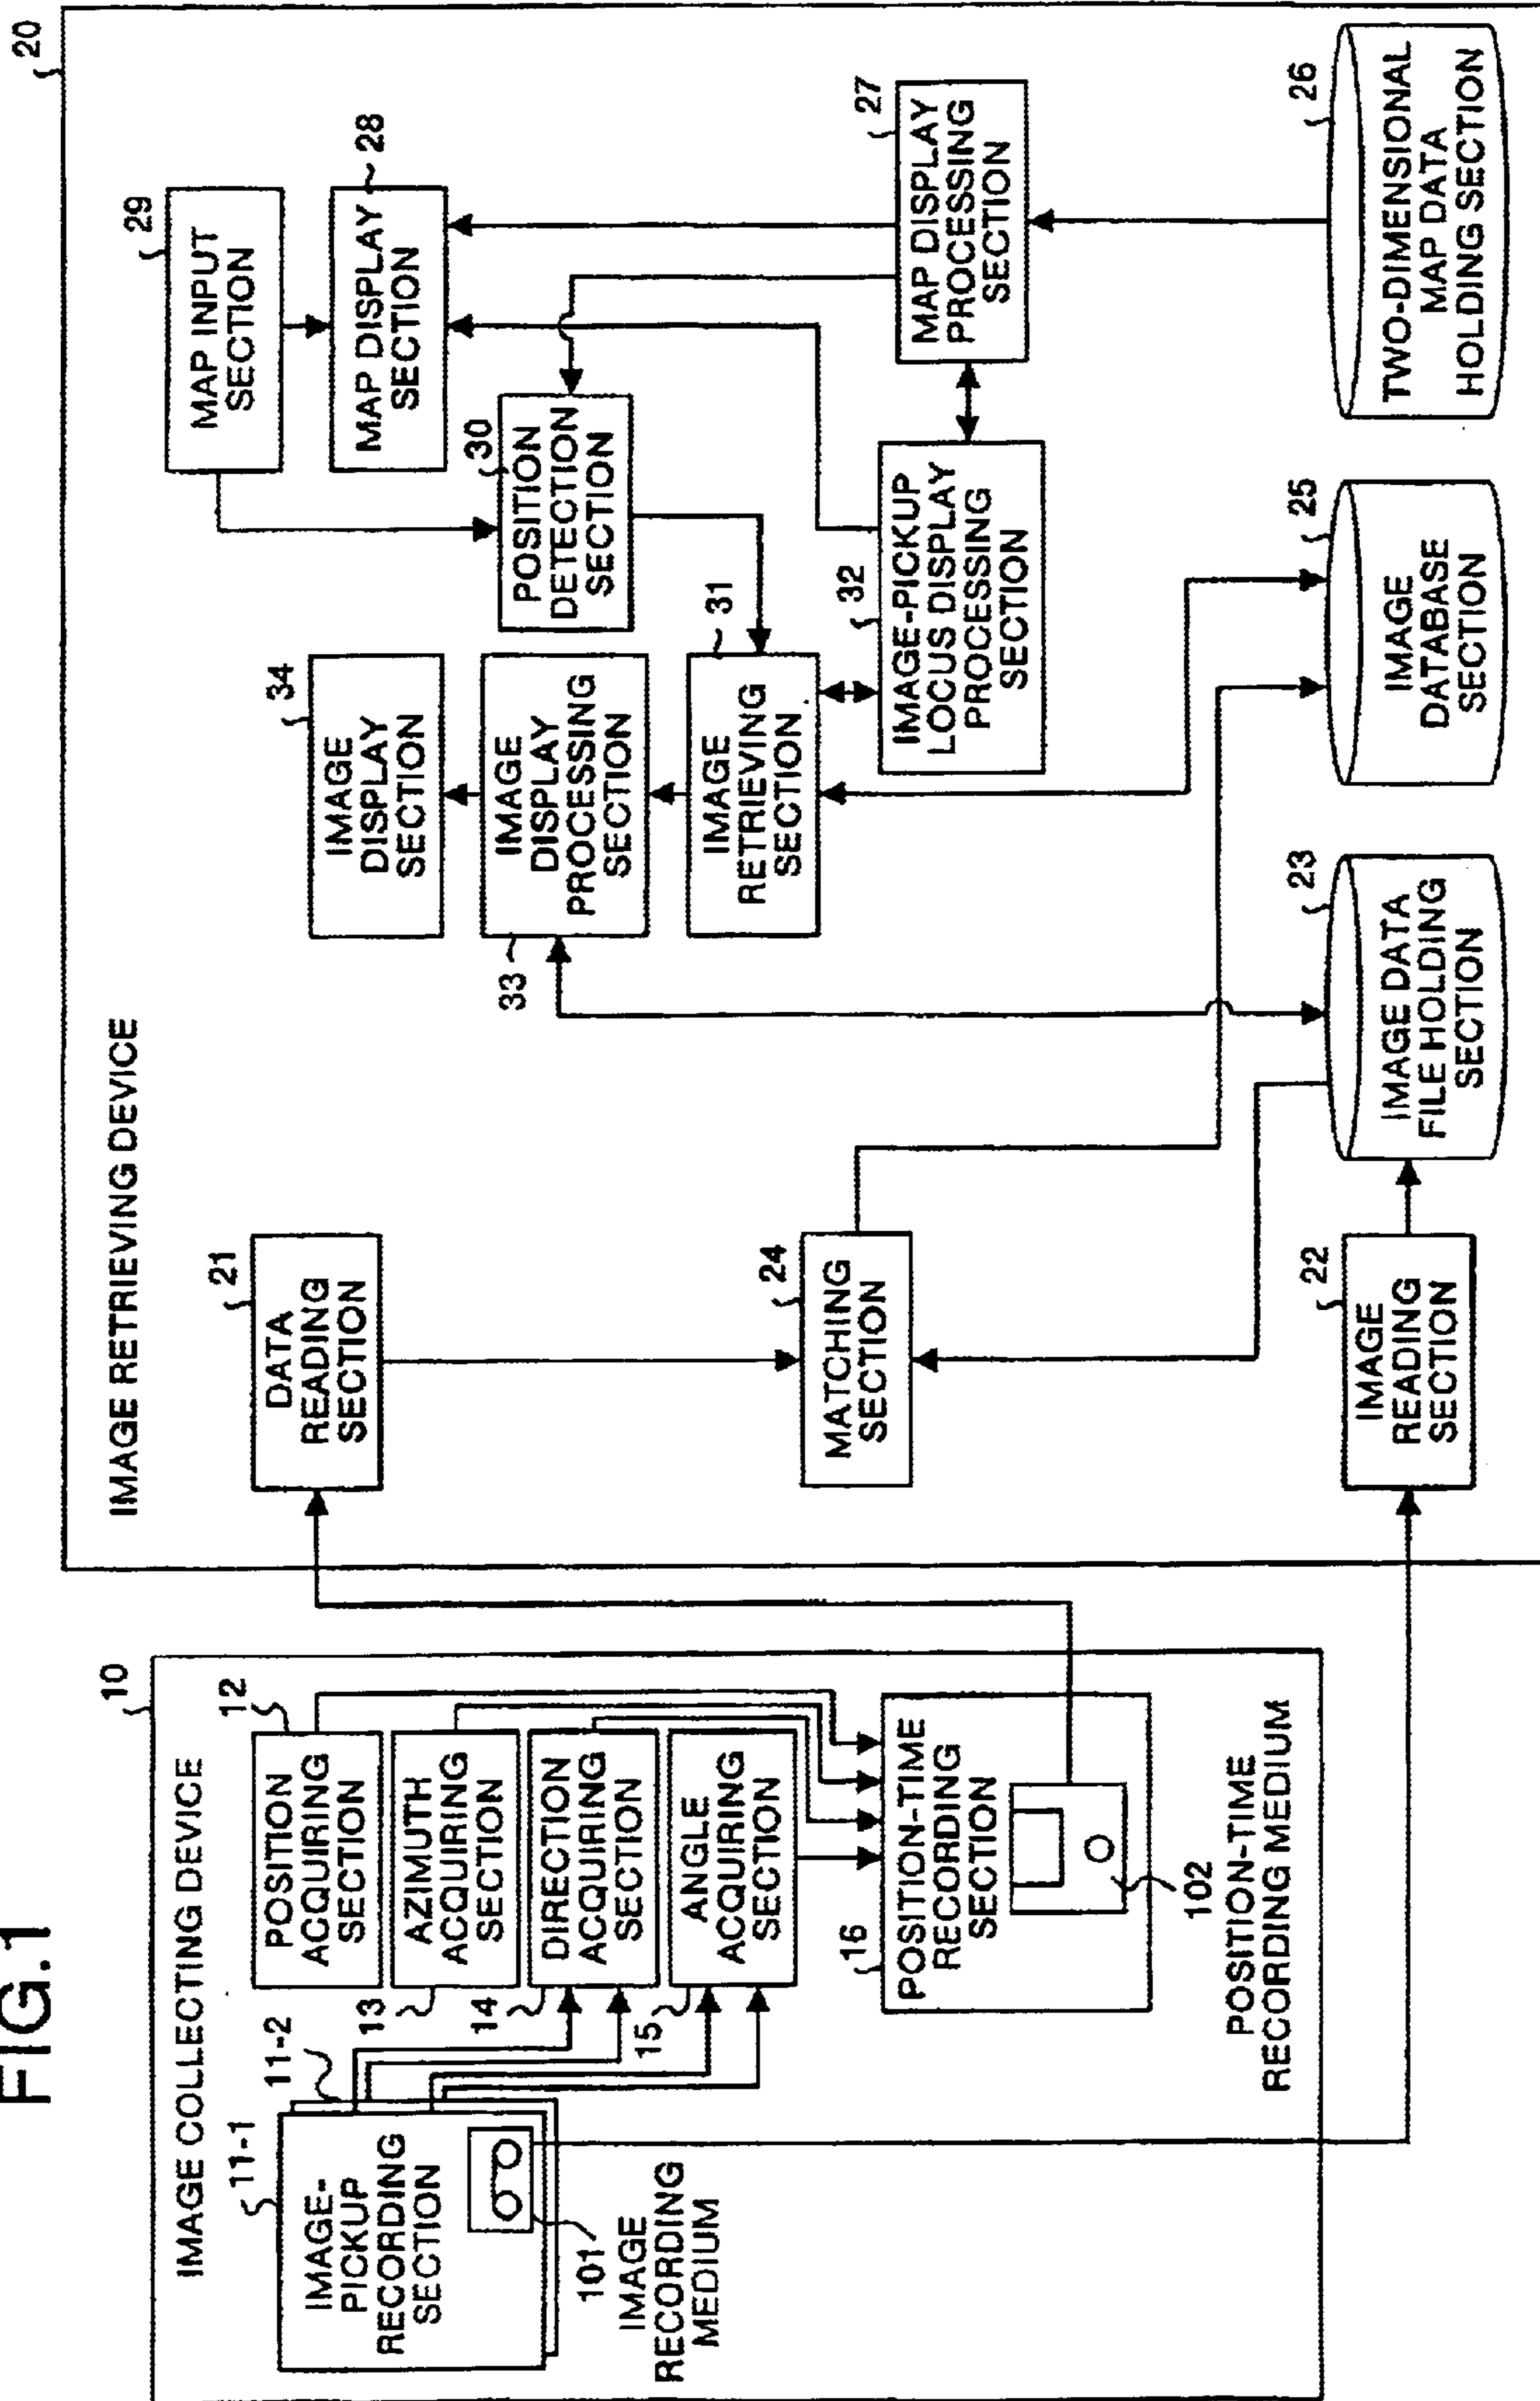 FIG.1
IMAGE COLLECTING DEVICE
10
11-1
11-2
IMAGE-
PICKUP
RECORDING
SECTION
101
IMAGE
RECORDING
MEDIUM
12
POSITION
ACQUIRING
SECTION
13
AZIMUTH
ACQUIRING
SECTION
14
DIRECTION
ACQUIRING
SECTION
15
ANGLE
ACQUIRING
SECTION
16
POSITION-TIME
RECORDING
SECTION
102
POSITION-TIME
RECORDING MEDIUM
IMAGE RETRIEVING DEVICE
20
21
DATA
READING
SECTION
24
MATCHING
SECTION
22
IMAGE
READING
SECTION
34
IMAGE
DISPLAY
SECTION
33
IMAGE
DISPLAY
PROCESSING
SECTION
31
IMAGE
RETRIEVING
SECTION
23
IMAGE DATA
FILE HOLDING
SECTION
29
MAP INPUT
SECTION
28
MAP DISPLAY
SECTION
30
POSITION
DETECTION
SECTION
32
IMAGE-PICKUP
LOCUS DISPLAY
PROCESSING
SECTION
25
IMAGE
DATABASE
SECTION
27
MAP DISPLAY
PROCESSING
SECTION
26
TWO-DIMENSIONAL
MAP DATA
HOLDING SECTION